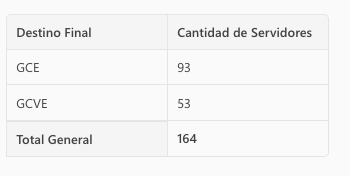 Destino Final Cantidad de Servidores
GCE 93
GCVE 53
Total General 164